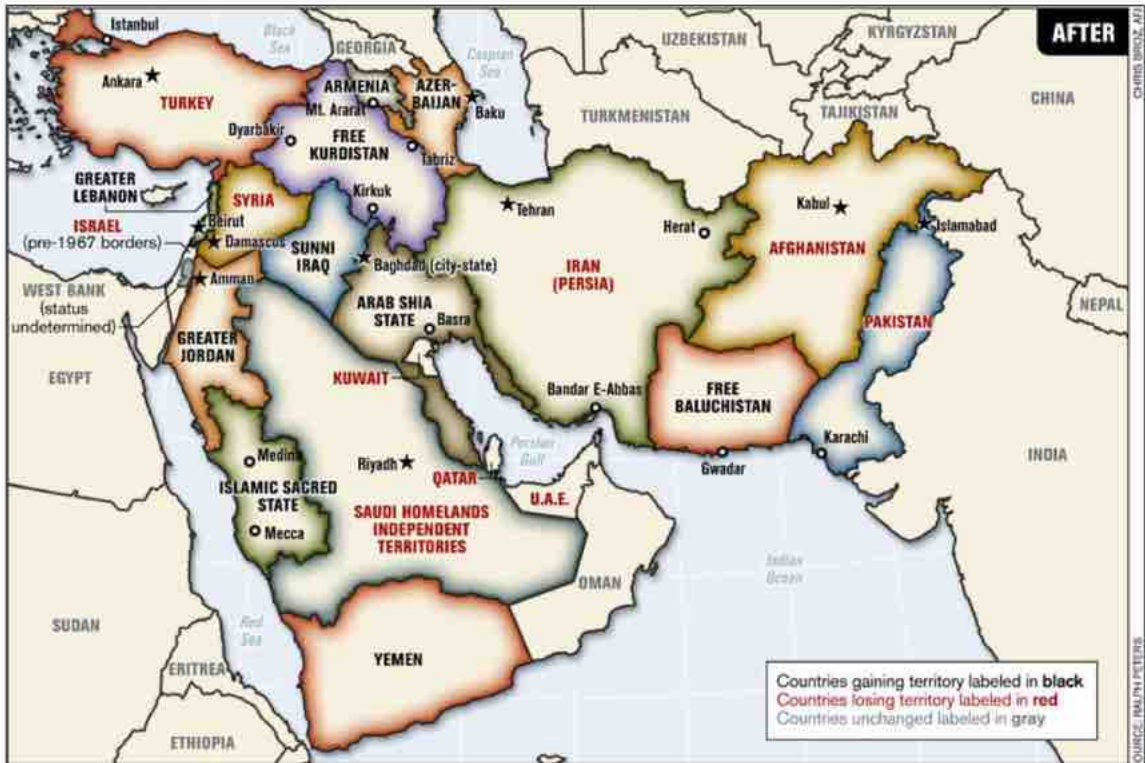 AFTER
CHRIS BROZ, AFJ
Istanbul
Black
Sea
GEORGIA
Caspian
Sea
UZBEKISTAN
KYRGYZSTAN
Ankara
TURKEY
ARMENIA
Mt. Ararat
AZER-
BAIJAN
Baku
TURKMENISTAN
TAJIKISTAN
CHINA
Dyarbakir
FREE
KURDISTAN
Tabriz
GREATER
LEBANON
SYRIA
Kirkuk
Tehran
Kabul
Islamabad
ISRAEL
(pre-1967 borders)
Beirut
Damascus
SUNNI
IRAQ
Baghdad (city-state)
Herat
AFGHANISTAN
IRAN
(PERSIA)
WEST BANK
(status
undetermined)
Amman
ARAB SHIA
STATE
Basra
PAKISTAN
NEPAL
GREATER
JORDAN
EGYPT
KUWAIT
Bandar E-Abbas
FREE
BALUCHISTAN
Persian
Gulf
Karachi
Gwadar
INDIA
Medina
ISLAMIC SACRED
STATE
Mecca
Riyadh
QATAR
U.A.E.
SAUDI HOMELANDS
INDEPENDENT
TERRITORIES
OMAN
Indian
Ocean
SUDAN
Red
Sea
YEMEN
ERITREA
ETHIOPIA
Countries gaining territory labeled in black
Countries losing territory labeled in red
Countries unchanged labeled in gray
SOURCE: RALPH PETERS